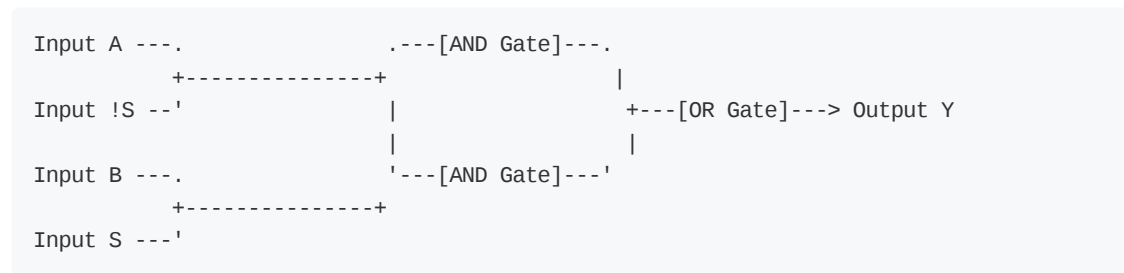 Input A ---.               .---[AND Gate]---.
           +---------------+                |
Input !S --'               |                +---[OR Gate]---> Output Y
                           |                |
Input B ---.               '---[AND Gate]---'
           +---------------+
Input S ---'